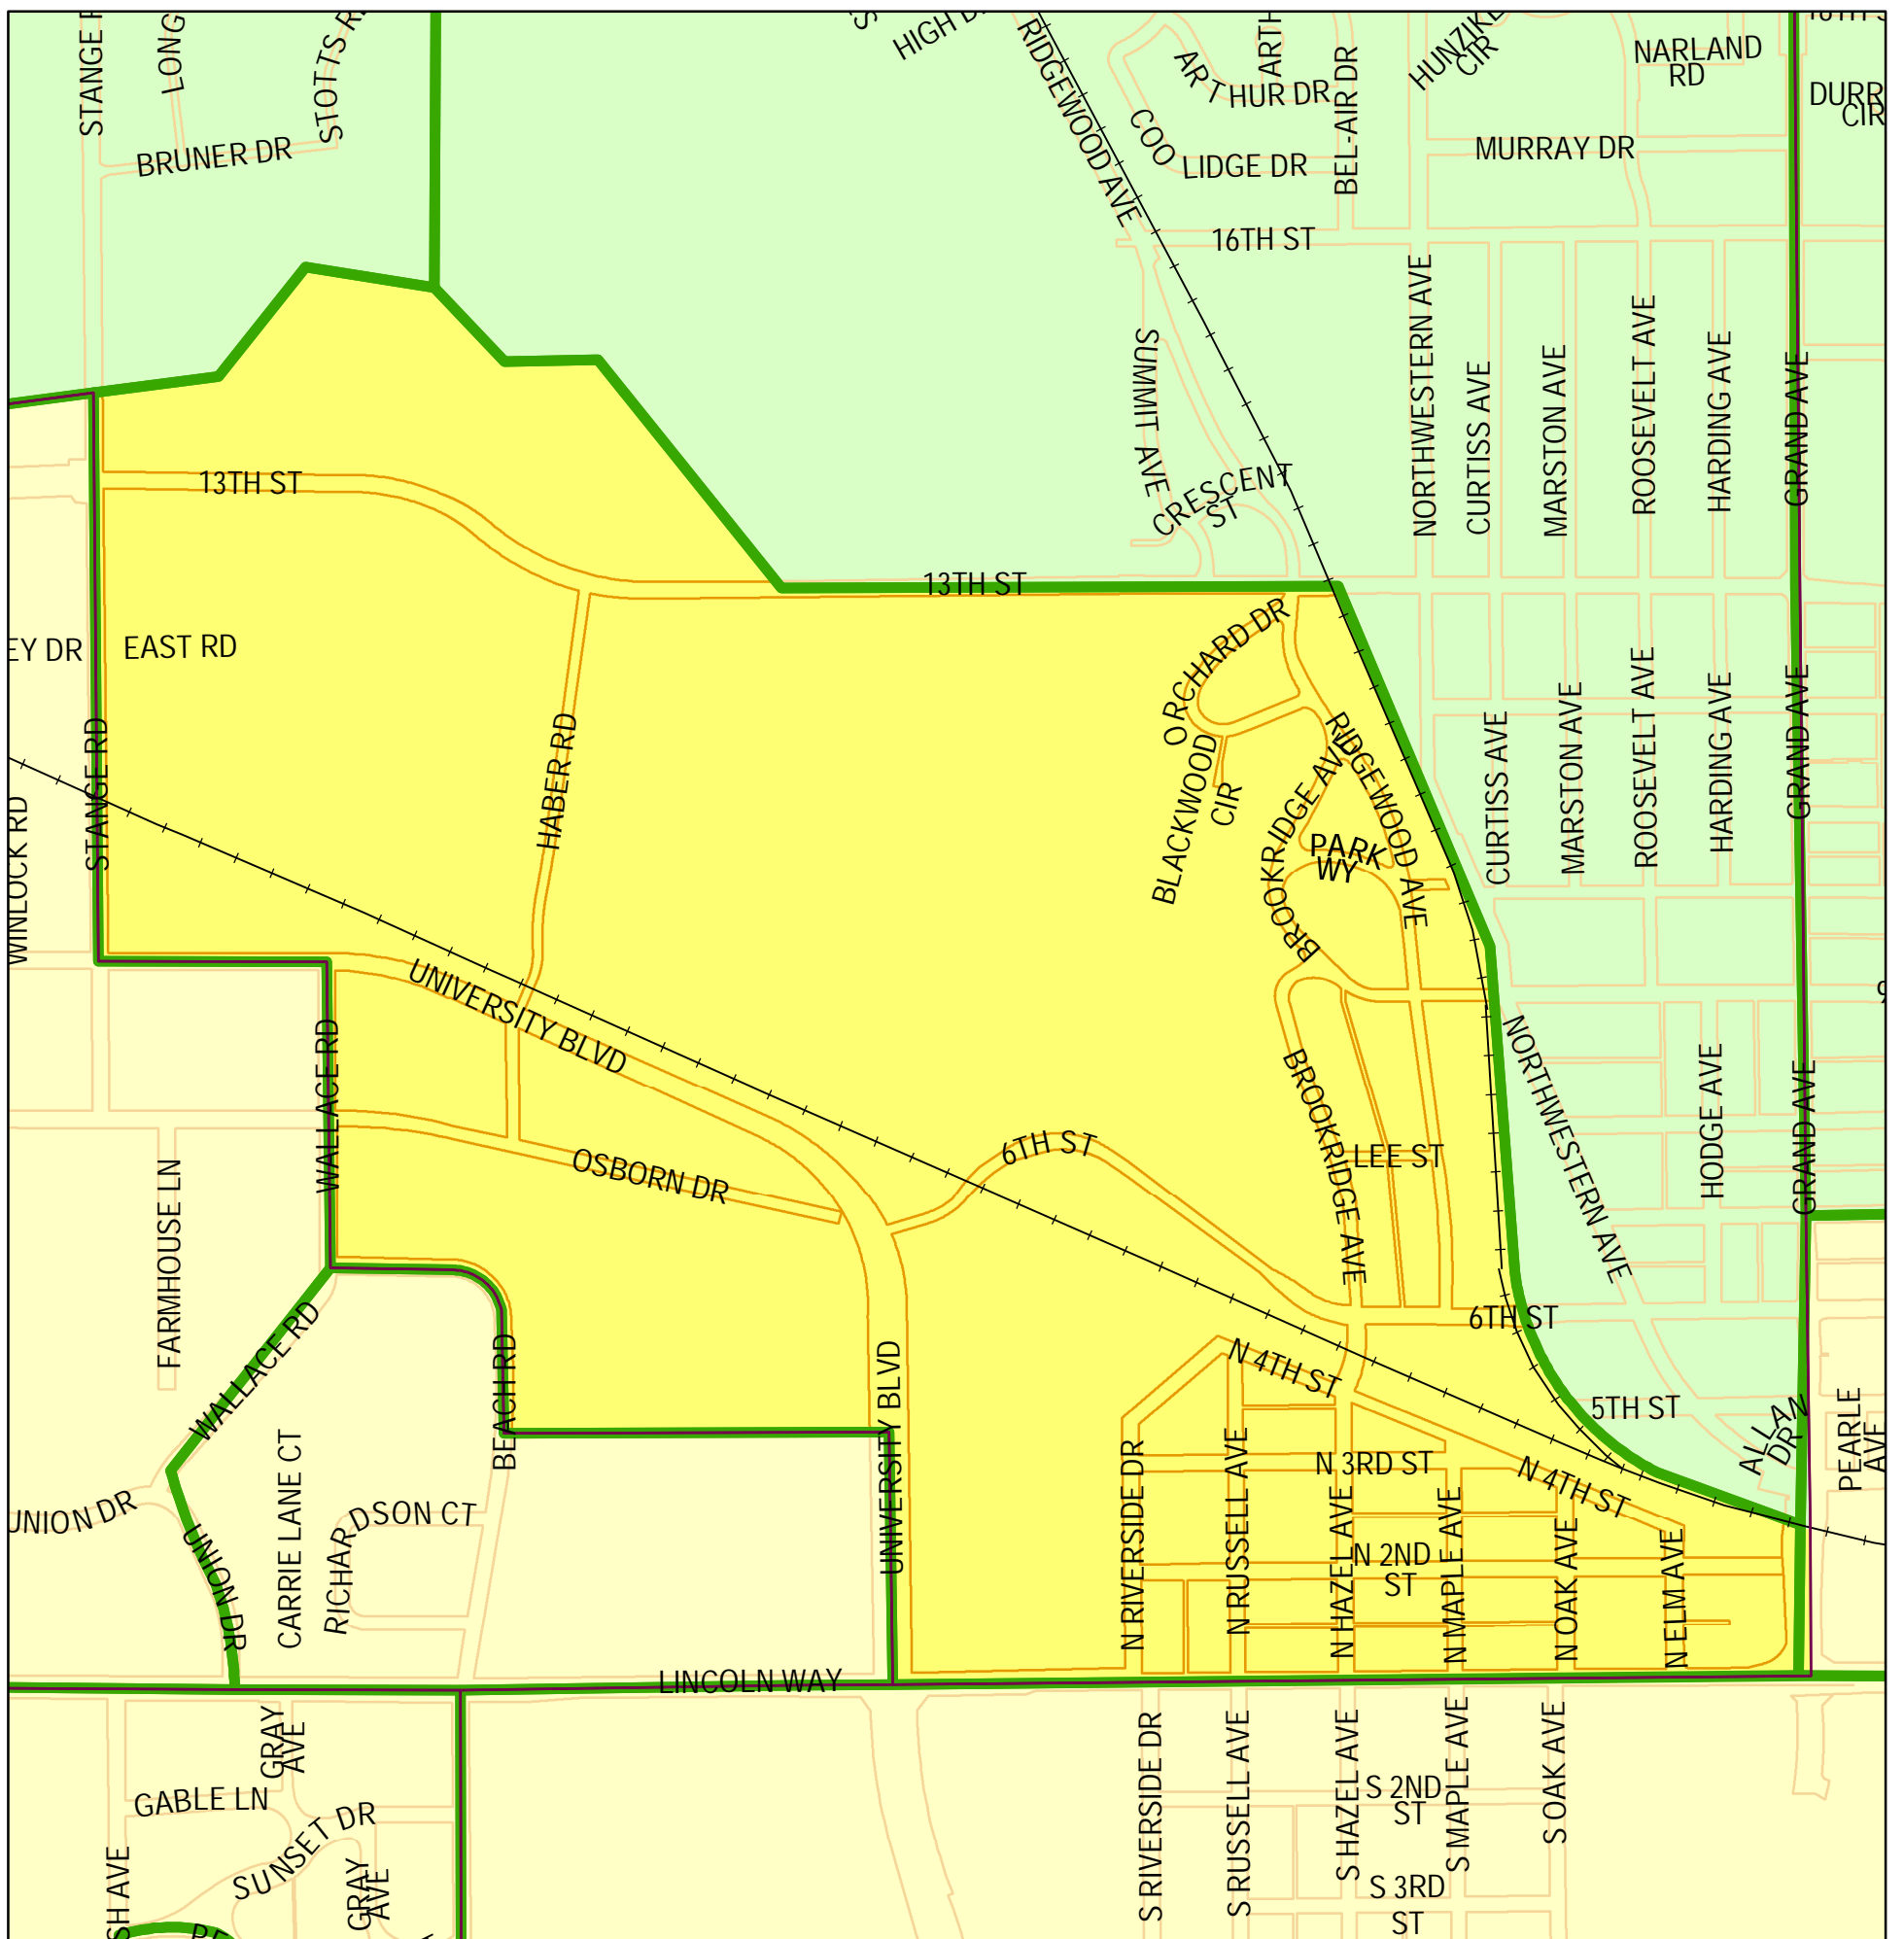 STANGE
LONG
STOTTS
HIGH
RIDGEWOOD AVE
ARTHUR DR
ARTH
BEL-AIR DR
HUNZIKE
CIR
NARLAND
RD
DURR
CIR
BRUNER DR
COOLIDGE DR
MURRAY DR
16TH ST
SUMMIT AVE
CRESCENT
ST
NORTHWESTERN AVE
CURTISS AVE
MARSTON AVE
ROOSEVELT AVE
HARDING AVE
GRAND AVE
13TH ST
13TH ST
EY DR
EAST RD
STANGE RD
WINLOCK RD
HABER RD
ORCHARD DR
BLACKWOOD
CIR
BROOKRIDGE AVE
RIDGEWOOD AVE
PARK
WY
CURTISS AVE
MARSTON AVE
ROOSEVELT AVE
HARDING AVE
GRAND AVE
UNIVERSITY BLVD
WALLACE RD
OSBORN DR
6TH ST
BROOKRIDGE AVE
LEE ST
NORTHWESTERN AVE
HODGE AVE
GRAND AVE
FARMHOUSE LN
WALLACE RD
BEACH RD
UNIVERSITY BLVD
6TH ST
N 4TH ST
5TH ST
ALLAN
DR
PEARLE
AVE
UNION DR
UNION DR
CARRIE LANE CT
RICHARDSON CT
N RIVERSIDE DR
N RUSSELL AVE
N 3RD ST
N HAZEL AVE
N 2ND
ST
N MAPLE AVE
N 4TH ST
N OAK AVE
N ELM AVE
LINCOLN WAY
GRAY
AVE
GABLE LN
SUNSET DR
GRAY
AVE
SH AVE
S RIVERSIDE DR
S RUSSELL AVE
S HAZEL AVE
S 2ND
ST
S MAPLE AVE
S OAK AVE
S 3RD
ST